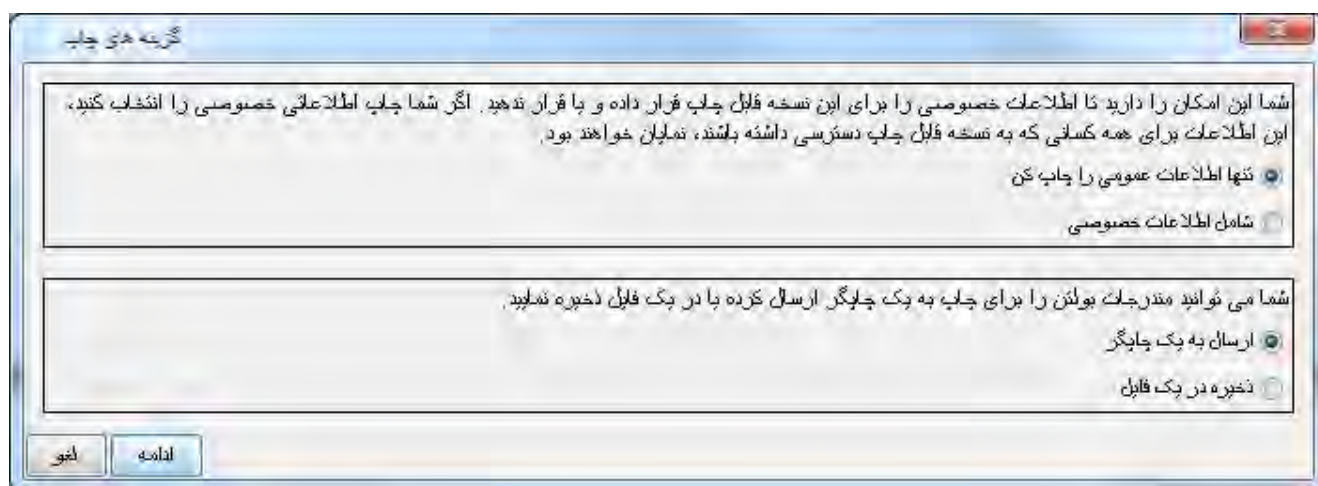 گزینه های چاپ
شما این امکان را دارید تا اطلاعات خصوصی را برای این نسخه قابل چاپ قرار داده و یا قرار ندهید. اگر شما چاپ اطلاعاتی خصوصی را انتخاب کنید،
این اطلاعات برای همه کسانی که به نسخه قابل چاپ دسترسی داشته باشند، نمایان خواهند بود.
تنها اطلاعات عمومی را چاپ کن
شامل اطلاعات خصوصی
شما می توانید مندرجات بولتن را برای چاپ به یک چاپگر ارسال کرده یا در یک فایل ذخیره نمایید.
ارسال به یک چاپگر
ذخیره در یک فایل
ادامه
لغو